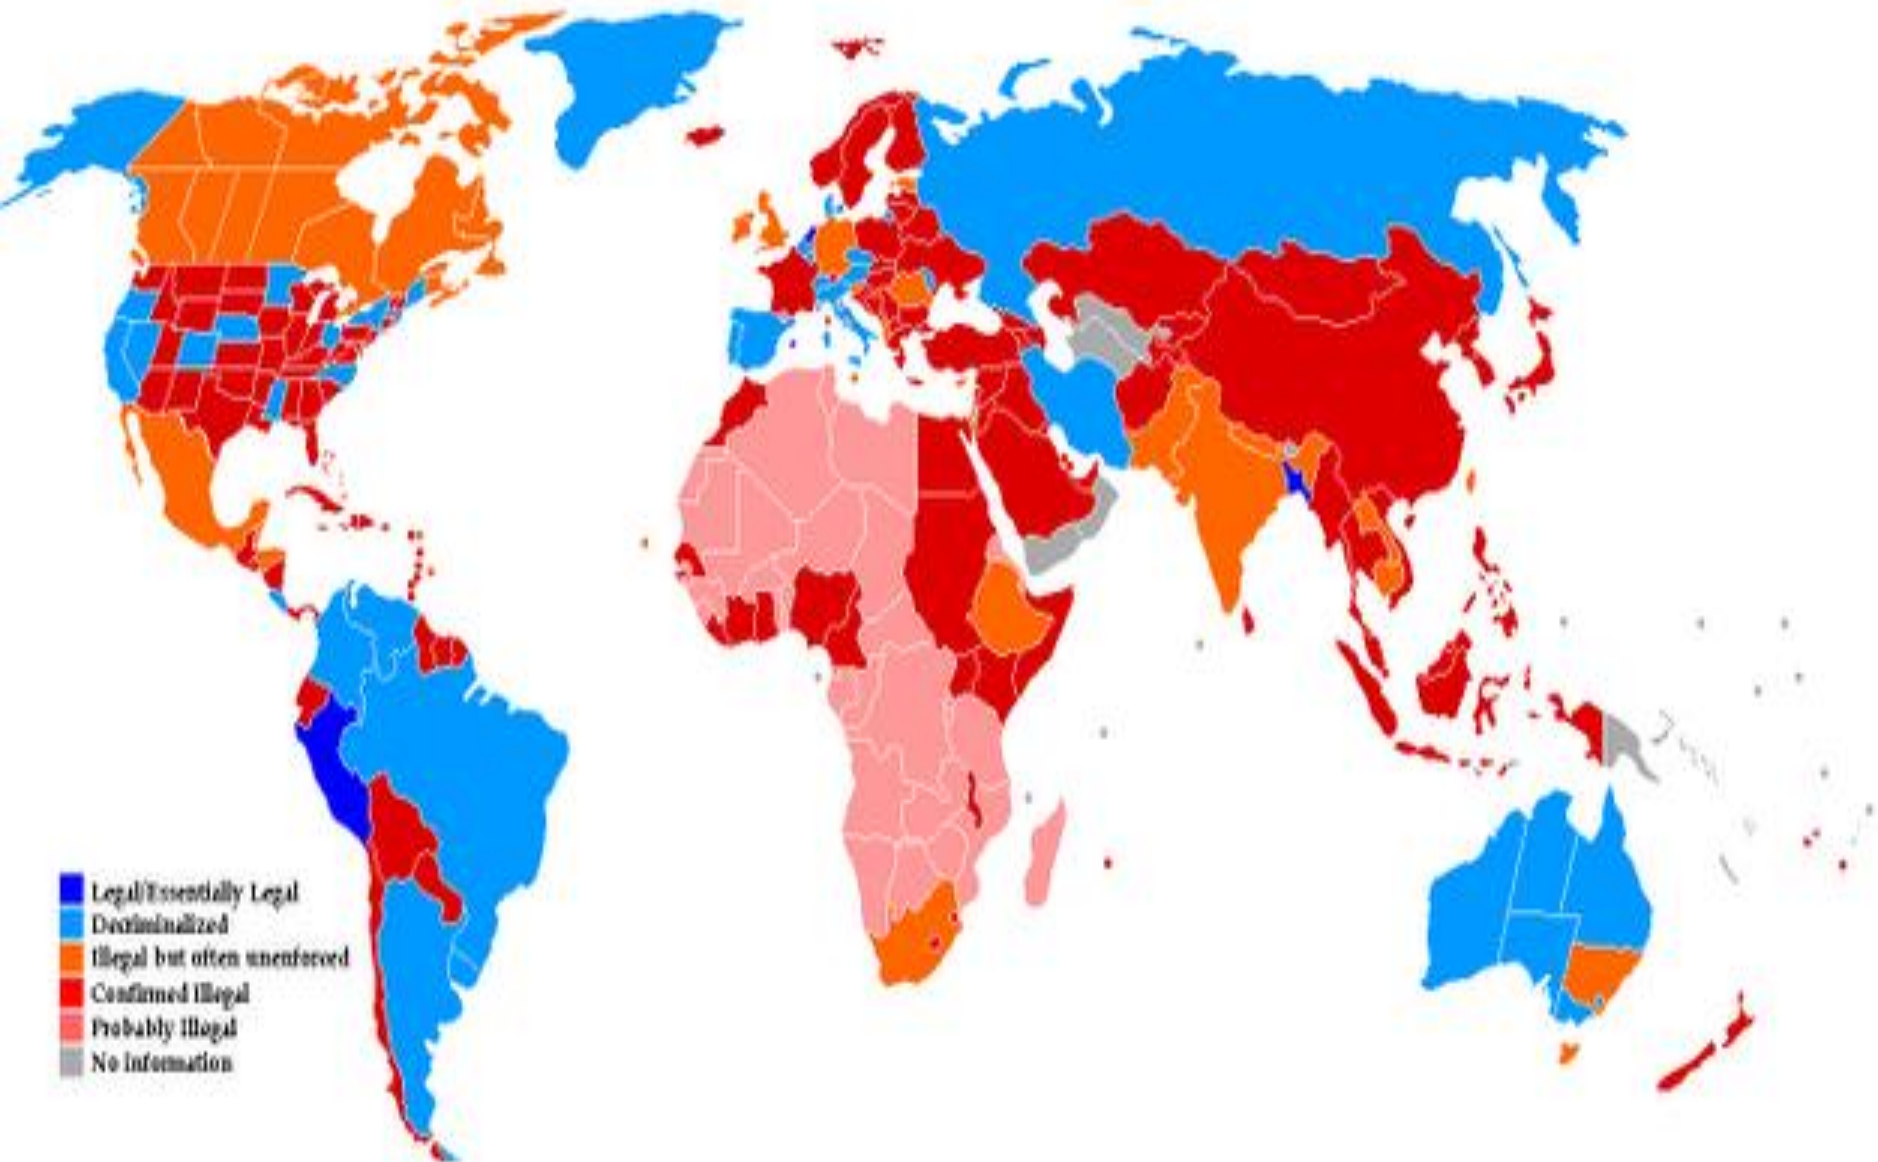 Legal/Essentially Legal
Decriminalized
Illegal but often unenforced
Confirmed Illegal
Probably Illegal
No information